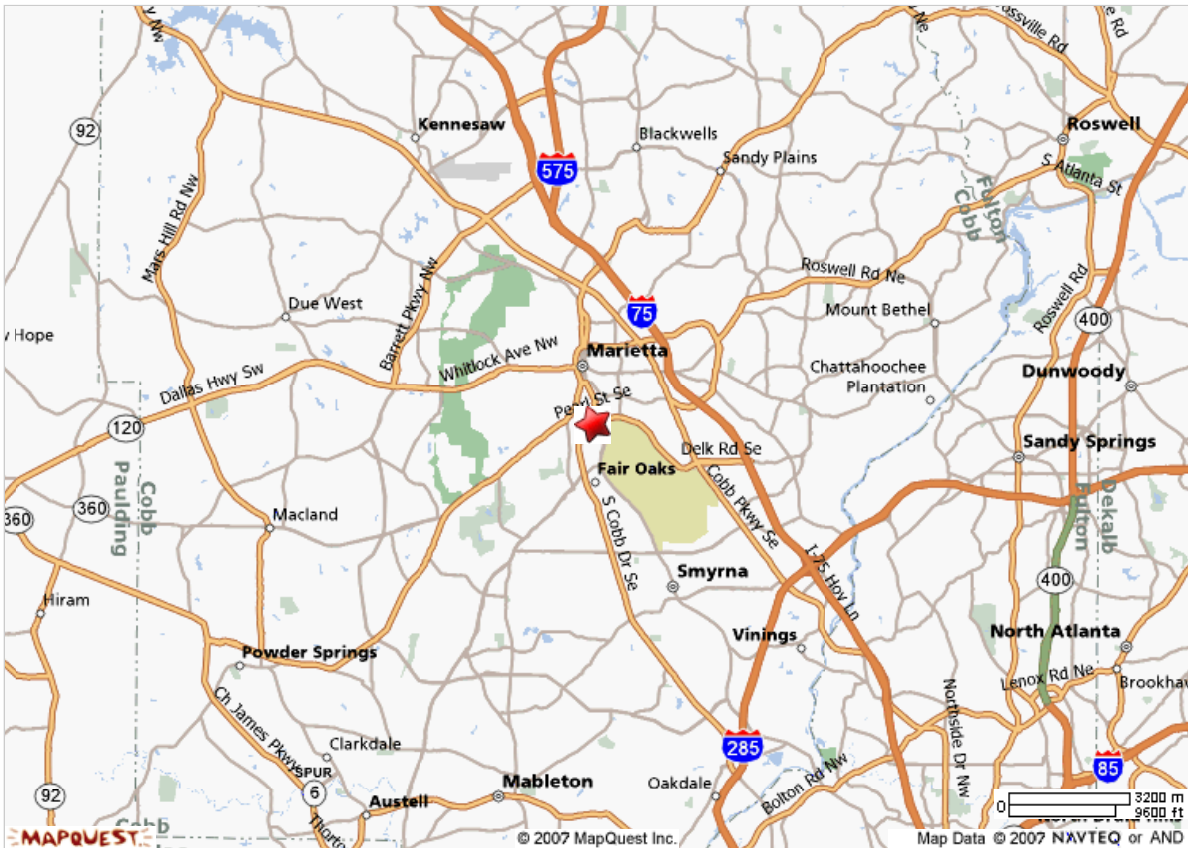 92
Kennesaw
575
Blackwells
Sandy Plains
Roswell
S Atlanta St
Fulton
Cobb
Mars Hill Rd Nw
Barrett Pkwy Nw
Due West
75
Roswell Rd Ne
Mount Bethel
Roswell Rd
400
Hope
Marietta
Whitlock Ave Nw
Dallas Hwy Sw
Chattahoochee
Plantation
Dunwoody
120
Pearl St Se
Sandy Springs
Delk Rd Se
Fair Oaks
Cobb Pkwy Se
360
360
Cobb
Paulding
Macland
S Cobb Dr Se
Dekalb
Fulton
I-75 Hov Ln
Smyrna
400
Hiram
Vinings
North Atlanta
Powder Springs
Lenox Rd Ne
Brookhav
Ch James Pkwy
Northside Dr Nw
Clarkdale
285
SPUR
6
Mableton
Oakdale
Bolton Rd Nw
85
92
Austell
Thornto
Cobb
0
3200 m
9600 ft
MAPQUEST.
© 2007 MapQuest Inc.
Map Data © 2007 NAVTEQ or AND